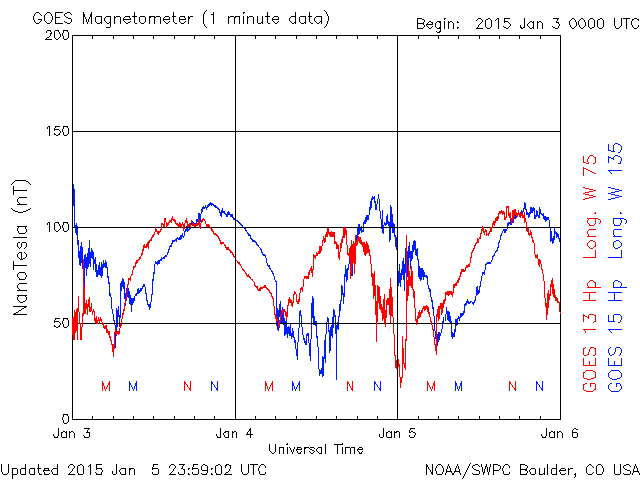 GOES Magnetometer (1 minute data)
Begin: 2015 Jan 3 0000 UTC
200
150
100
50
0
NanoTesla (nT)
M M N N M M N N M M N N
Jan 3 Jan 4 Jan 5 Jan 6
Universal Time
GOES 13 Hp Long. W 75
GOES 15 Hp Long. W 135
Updated 2015 Jan 5 23:59:02 UTC
NOAA/SWPC Boulder, CO USA